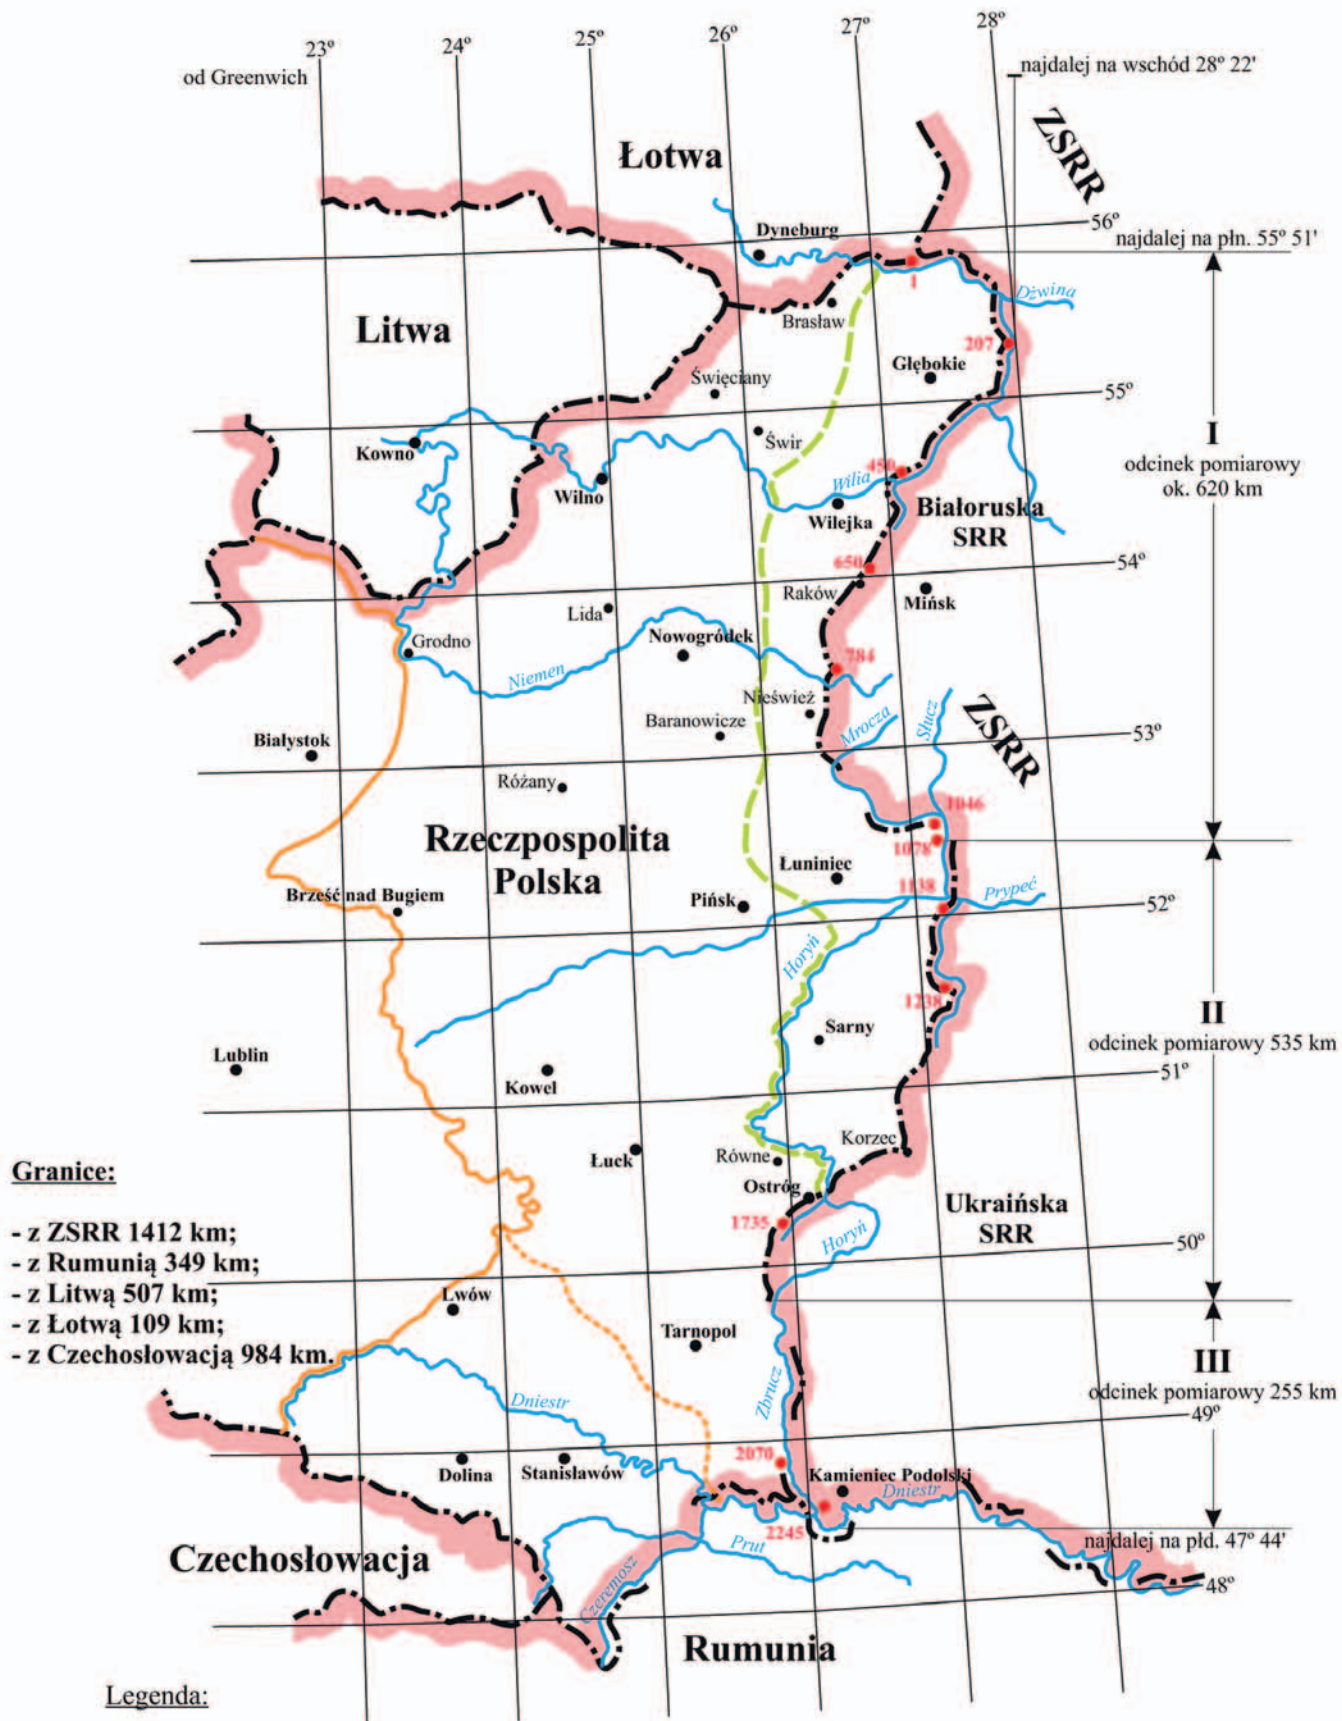 23º
24º
25º
26º
27º
28º
od Greenwich
najdalej na wschód 28º 22'
ZSRR
Łotwa
56º
Dyneburg
najdalej na płn. 55º 51'
1
Dźwina
Brasław
Litwa
207
Głębokie
Święciany
55º
I
odcinek pomiarowy
ok. 620 km
Świr
Kowno
450
Wilia
Wilno
Wilejka
Białoruska
SRR
54º
650
Raków
Mińsk
Lida
Nowogródek
Grodno
784
Niemen
Nieśwież
Mrocza
Słucz
ZSRR
Baranowicze
53º
Białystok
Różany
1046
Rzeczpospolita
Polska
1078
Łuniniec
1138
Prypeć
Brześć nad Bugiem
Pińsk
52º
Horyń
1238
II
odcinek pomiarowy 535 km
Sarny
Lublin
Kowel
51º
Korzec
Łuck
Równe
Granice:
Ostróg
Ukraińska
SRR
1735
Horyń
50º
- z ZSRR 1412 km;
- z Rumunią 349 km;
- z Litwą 507 km;
- z Łotwą 109 km;
- z Czechosłowacją 984 km.
Lwów
Tarnopol
III
odcinek pomiarowy 255 km
Zbrucz
Dniestr
49º
2070
Dolina
Stanisławów
Kamieniec Podolski
Dniestr
2245
najdalej na płd. 47º 44'
Prut
Czechosłowacja
Czeremosz
48º
Rumunia
Legenda: